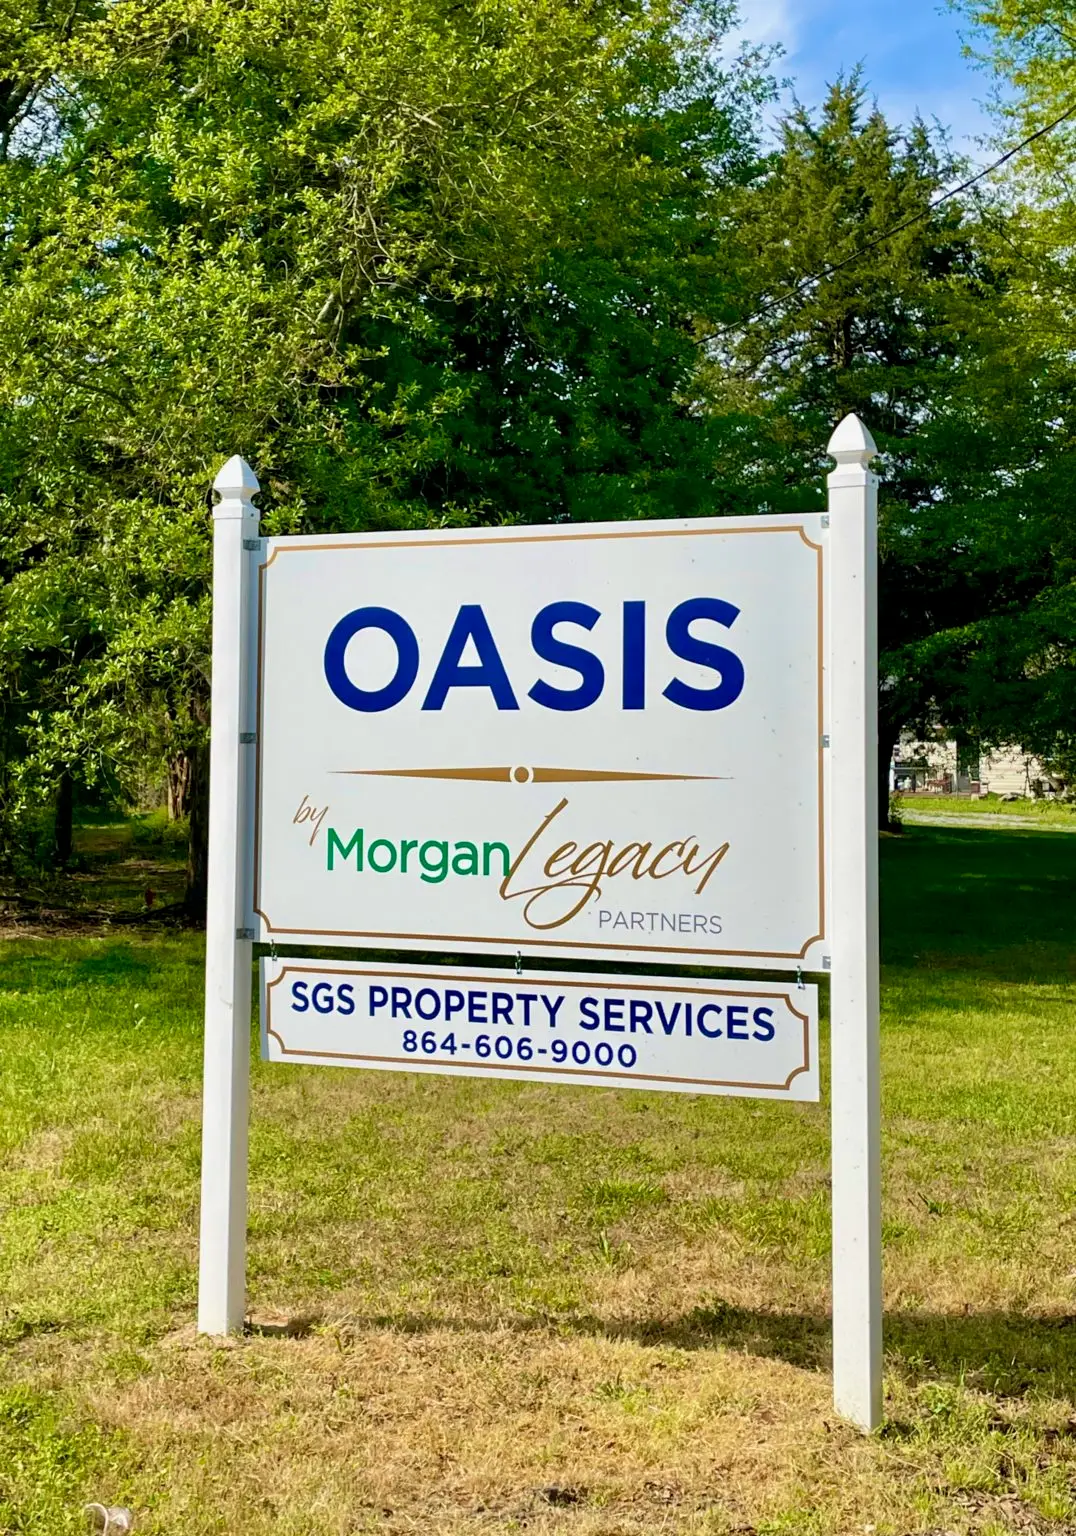 OASIS
by
Morgan Legacy
PARTNERS
SGS PROPERTY SERVICES
864-606-9000